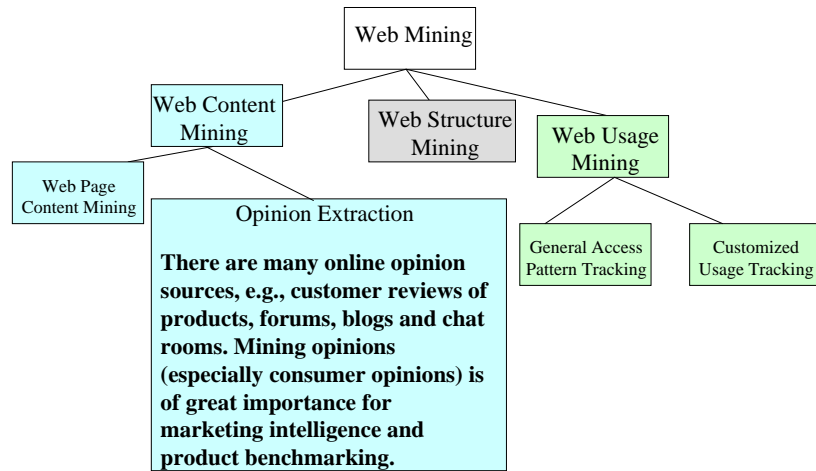 Web Mining
Web Content
Mining
Web Structure
Mining
Web Usage
Mining
Web Page
Content Mining
Opinion Extraction
There are many online opinion
sources, e.g., customer reviews of
products, forums, blogs and chat
rooms. Mining opinions
(especially consumer opinions) is
of great importance for
marketing intelligence and
product benchmarking.
General Access
Pattern Tracking
Customized
Usage Tracking